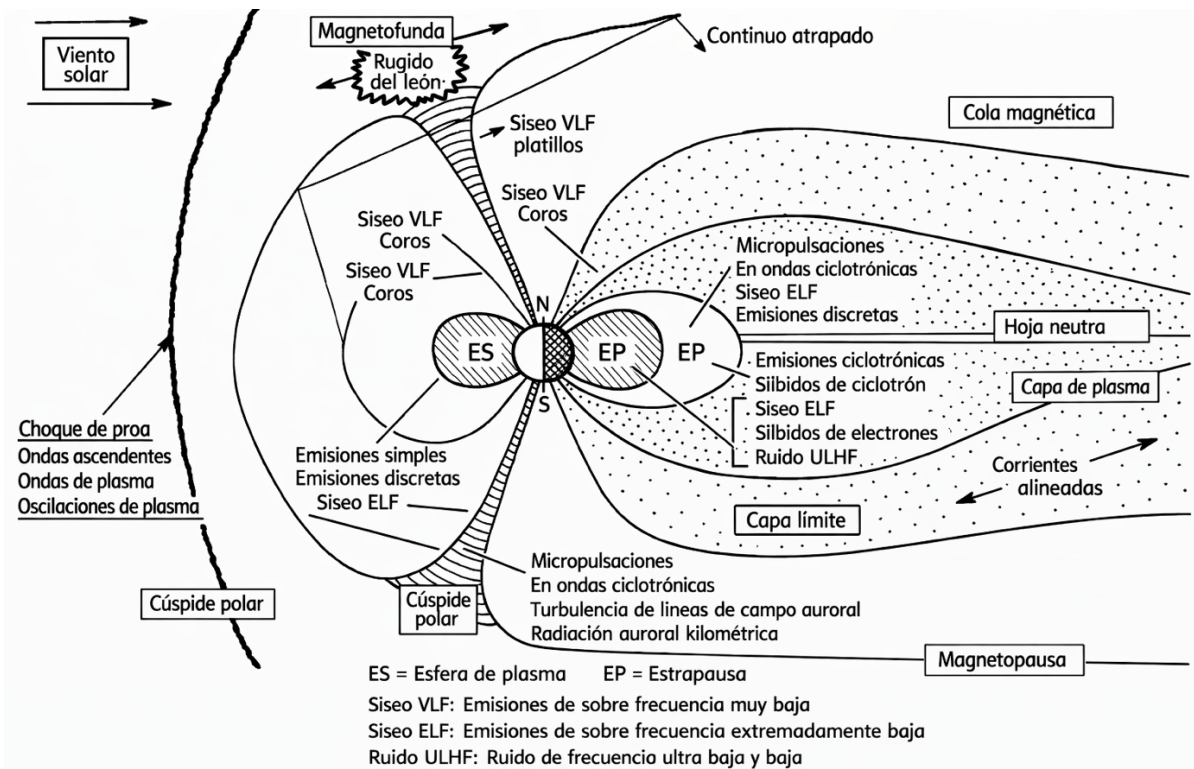 Viento
solar
Magnetofunda
Rugido
del león
Continuo atrapado
Cola magnética
Siseo VLF
platillos
Siseo VLF
Coros
Siseo VLF
Coros
Siseo VLF
Coros
Micropulsaciones
En ondas ciclotrónicas
Siseo ELF
Emisiones discretas
N
Hoja neutra
ES
EP
EP
S
Emisiones ciclotrónicas
Siibidos de ciclotrón
Siseo ELF
Silbidos de electrones
Ruido ULHF
Capa de plasma
Choque de proa
Ondas ascendentes
Ondas de plasma
Oscilaciones de plasma
Emisiones simples
Emisiones discretas
Siseo ELF
Corrientes
alineadas
Capa límite
Micropulsaciones
En ondas ciclotrónicas
Turbulencia de lineas de campo auroral
Radiación auroral kilométrica
Cúspide polar
Cúspide
polar
Magnetopausa
ES = Esfera de plasma EP = Estrapausa
Siseo VLF: Emisiones de sobre frecuencia muy baja
Siseo ELF: Emisiones de sobre frecuencia extremadamente baja
Ruido ULHF: Ruido de frecuencia ultra baja y baja